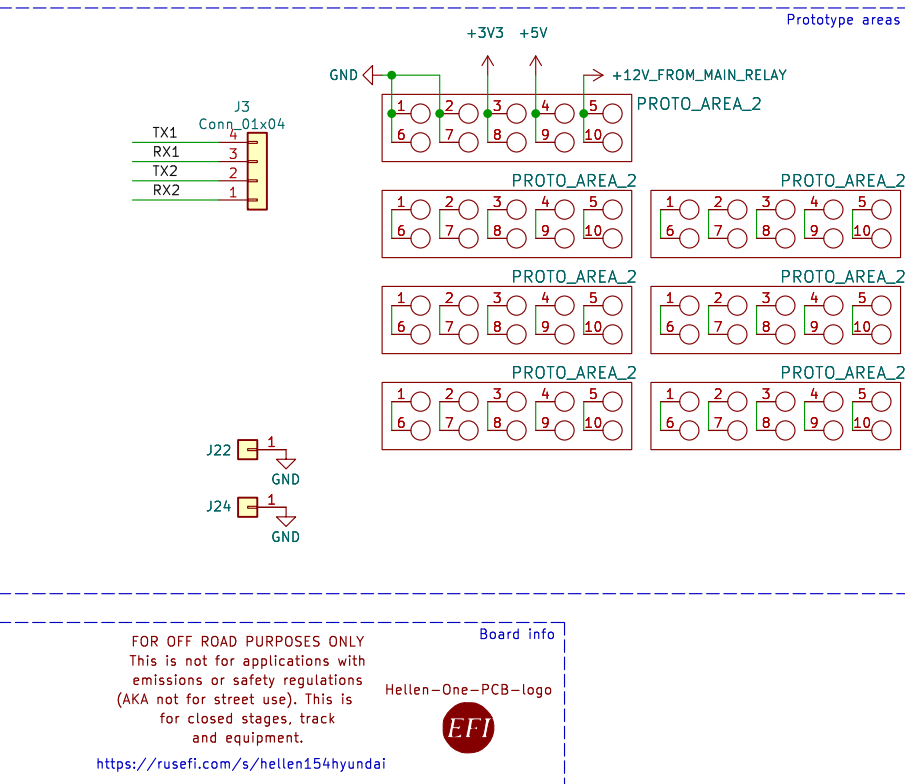 Prototype areas
+3V3 +5V
GND
+12V_FROM_MAIN_RELAY
1 2 3 4 5
PROTO_AREA_2
6 7 8 9 10
J3
Conn_01x04
TX1 4
RX1 3
TX2 2
RX2 1
PROTO_AREA_2 PROTO_AREA_2
1 2 3 4 5 1 2 3 4 5
6 7 8 9 10 6 7 8 9 10
PROTO_AREA_2 PROTO_AREA_2
1 2 3 4 5 1 2 3 4 5
6 7 8 9 10 6 7 8 9 10
PROTO_AREA_2 PROTO_AREA_2
1 2 3 4 5 1 2 3 4 5
6 7 8 9 10 6 7 8 9 10
J22 1
GND
J24 1
GND
Board info
FOR OFF ROAD PURPOSES ONLY
This is not for applications with
emissions or safety regulations
(AKA not for street use). This is
for closed stages, track
and equipment.
https://rusefi.com/s/hellen154hyundai
Hellen-One-PCB-logo
EFI